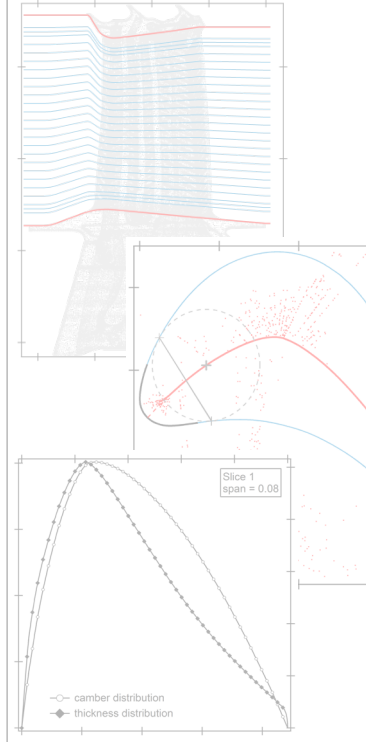 Slice 1
span = 0.08
camber distribution
thickness distribution